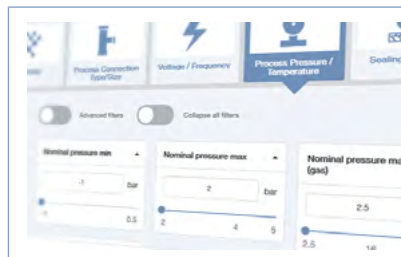 Process Connection
Type/Size
Voltage / Frequency
Process Pressure /
Temperature
Sealing
Advanced filters
Collapse all filters
Nominal pressure min
-1
bar
-1
0.5
Nominal pressure max
2
bar
2
4
5
Nominal pressure ma
(gas)
2.5
2.5
16